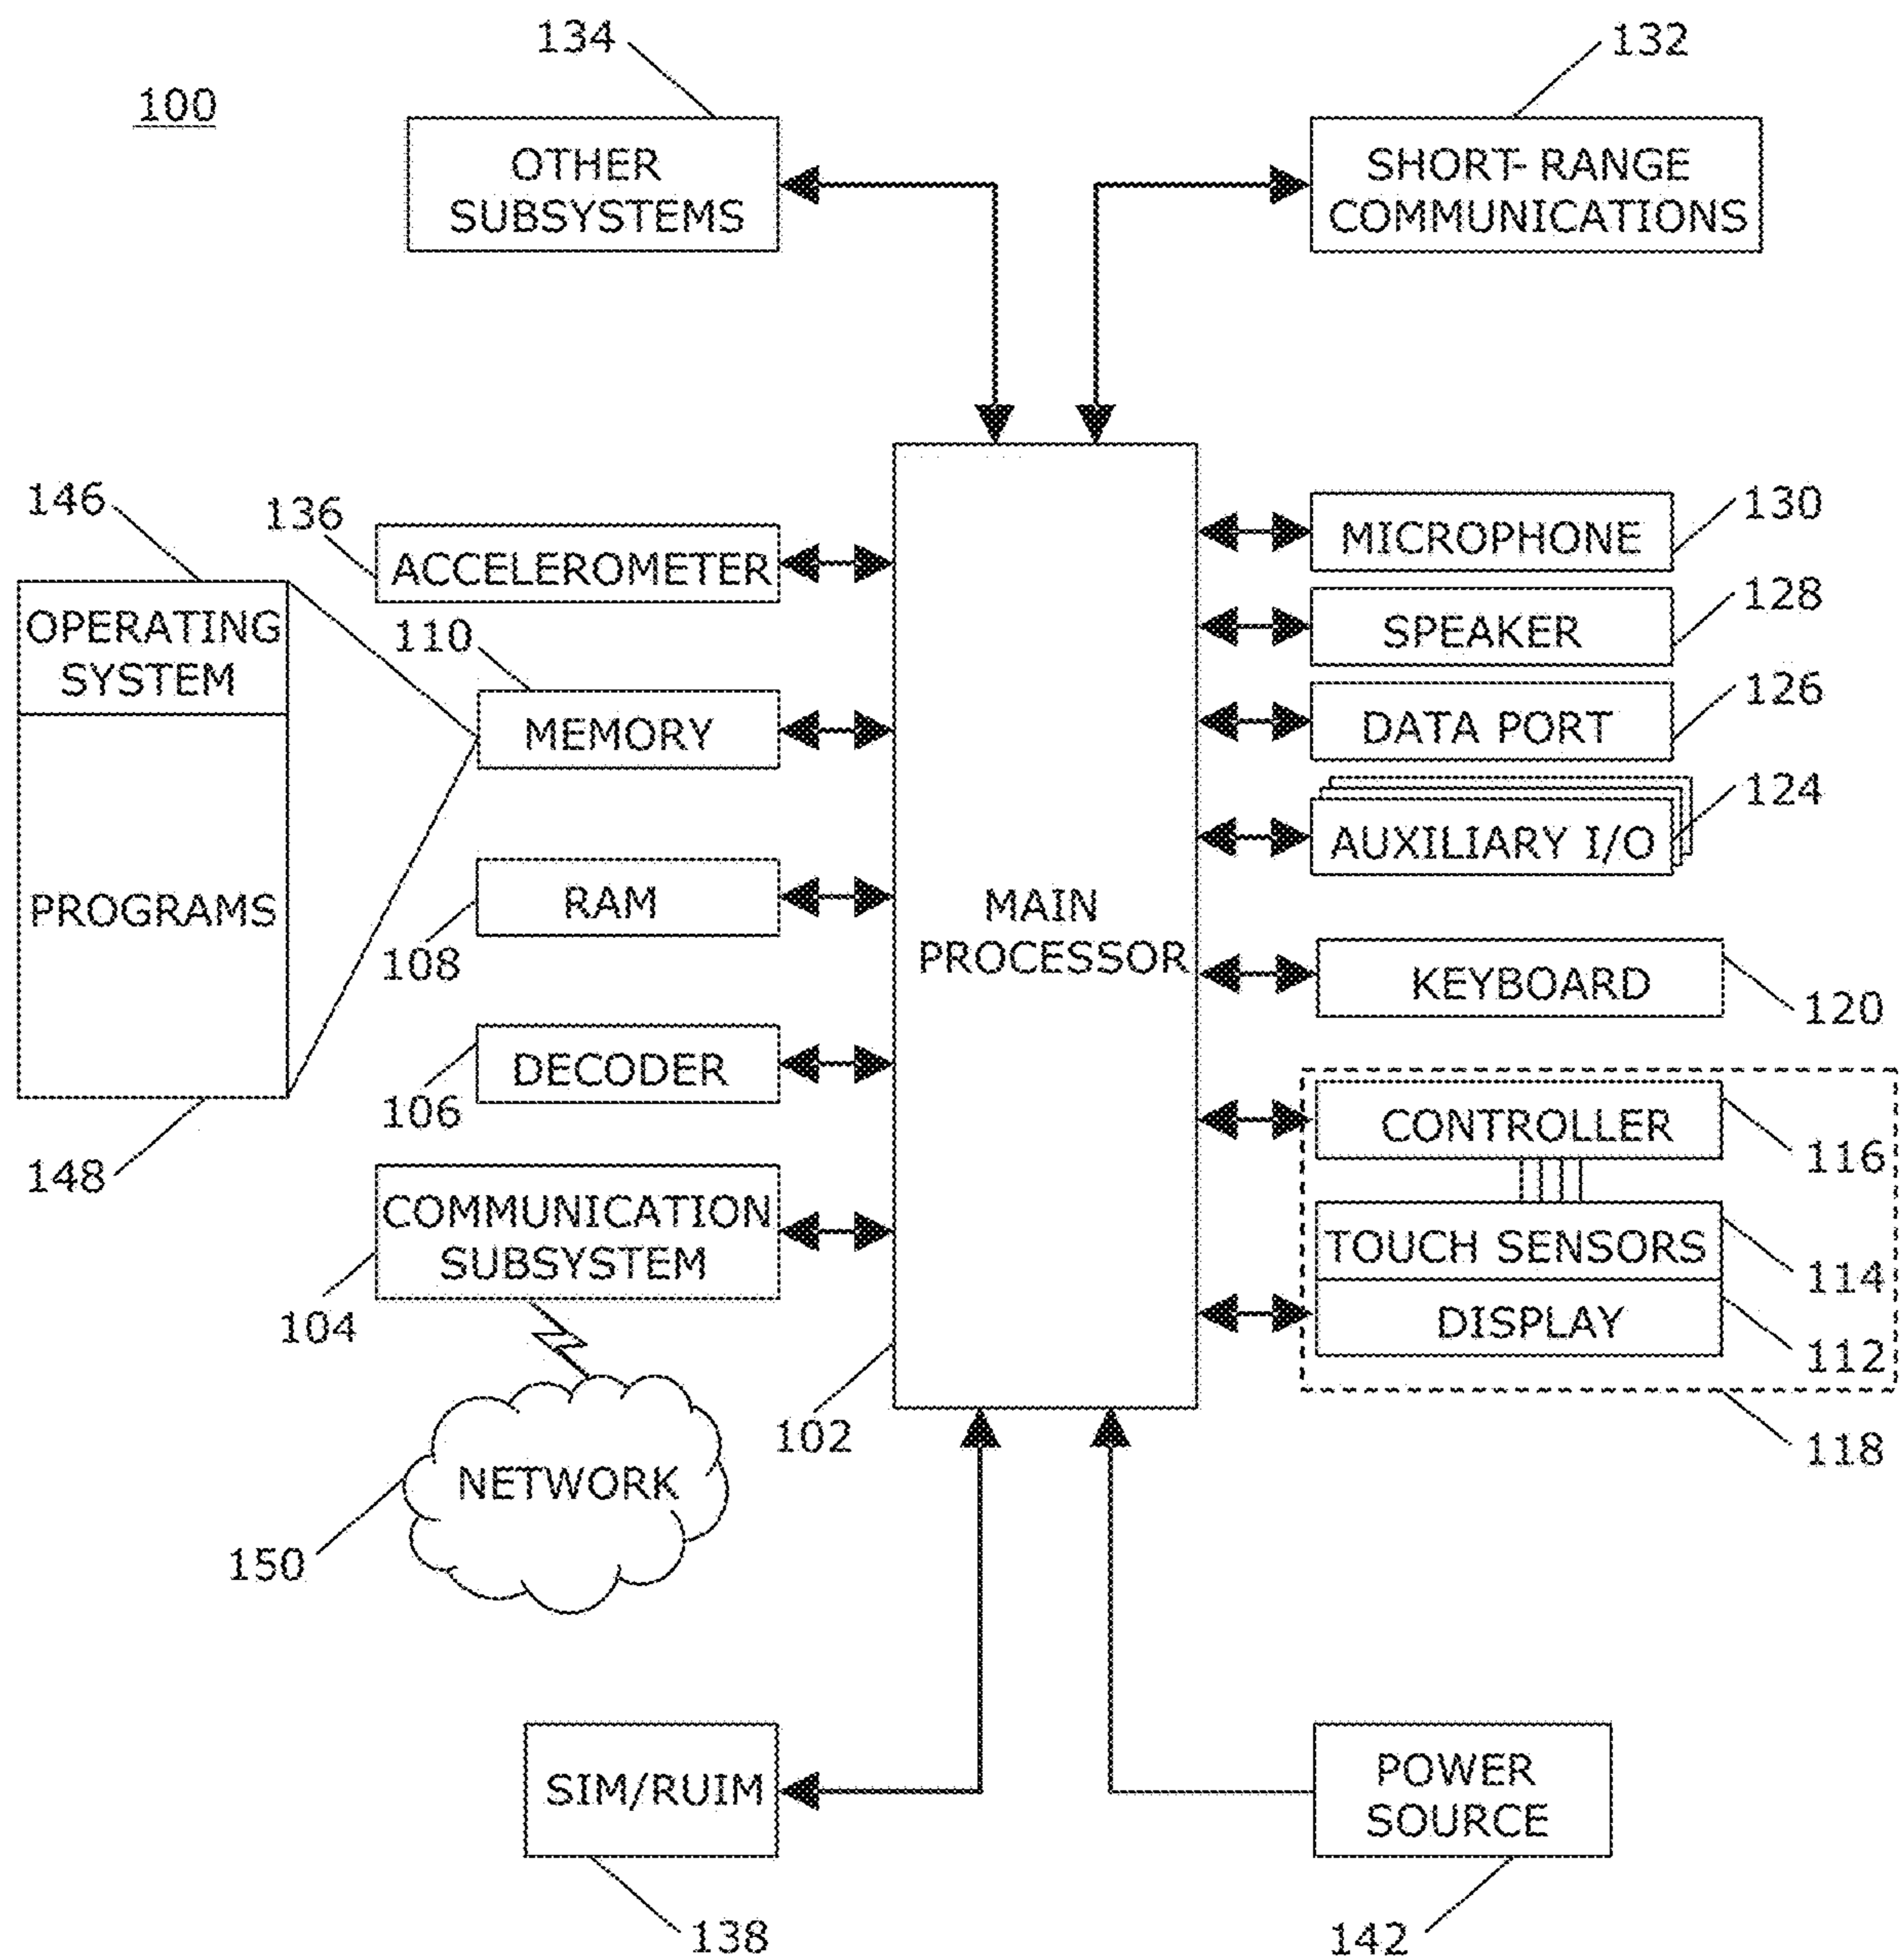 134
132
100
OTHER
SUBSYSTEMS
SHORT-RANGE
COMMUNICATIONS
146
136
ACCELEROMETER
MICROPHONE
130
OPERATING
SYSTEM
110
MEMORY
SPEAKER
128
DATA PORT
126
AUXILIARY I/O
124
PROGRAMS
RAM
108
MAIN
PROCESSOR
KEYBOARD
120
DECODER
106
CONTROLLER
116
148
COMMUNICATION
SUBSYSTEM
104
TOUCH SENSORS
114
DISPLAY
112
102
118
NETWORK
150
SIM/RUIM
138
POWER
SOURCE
142